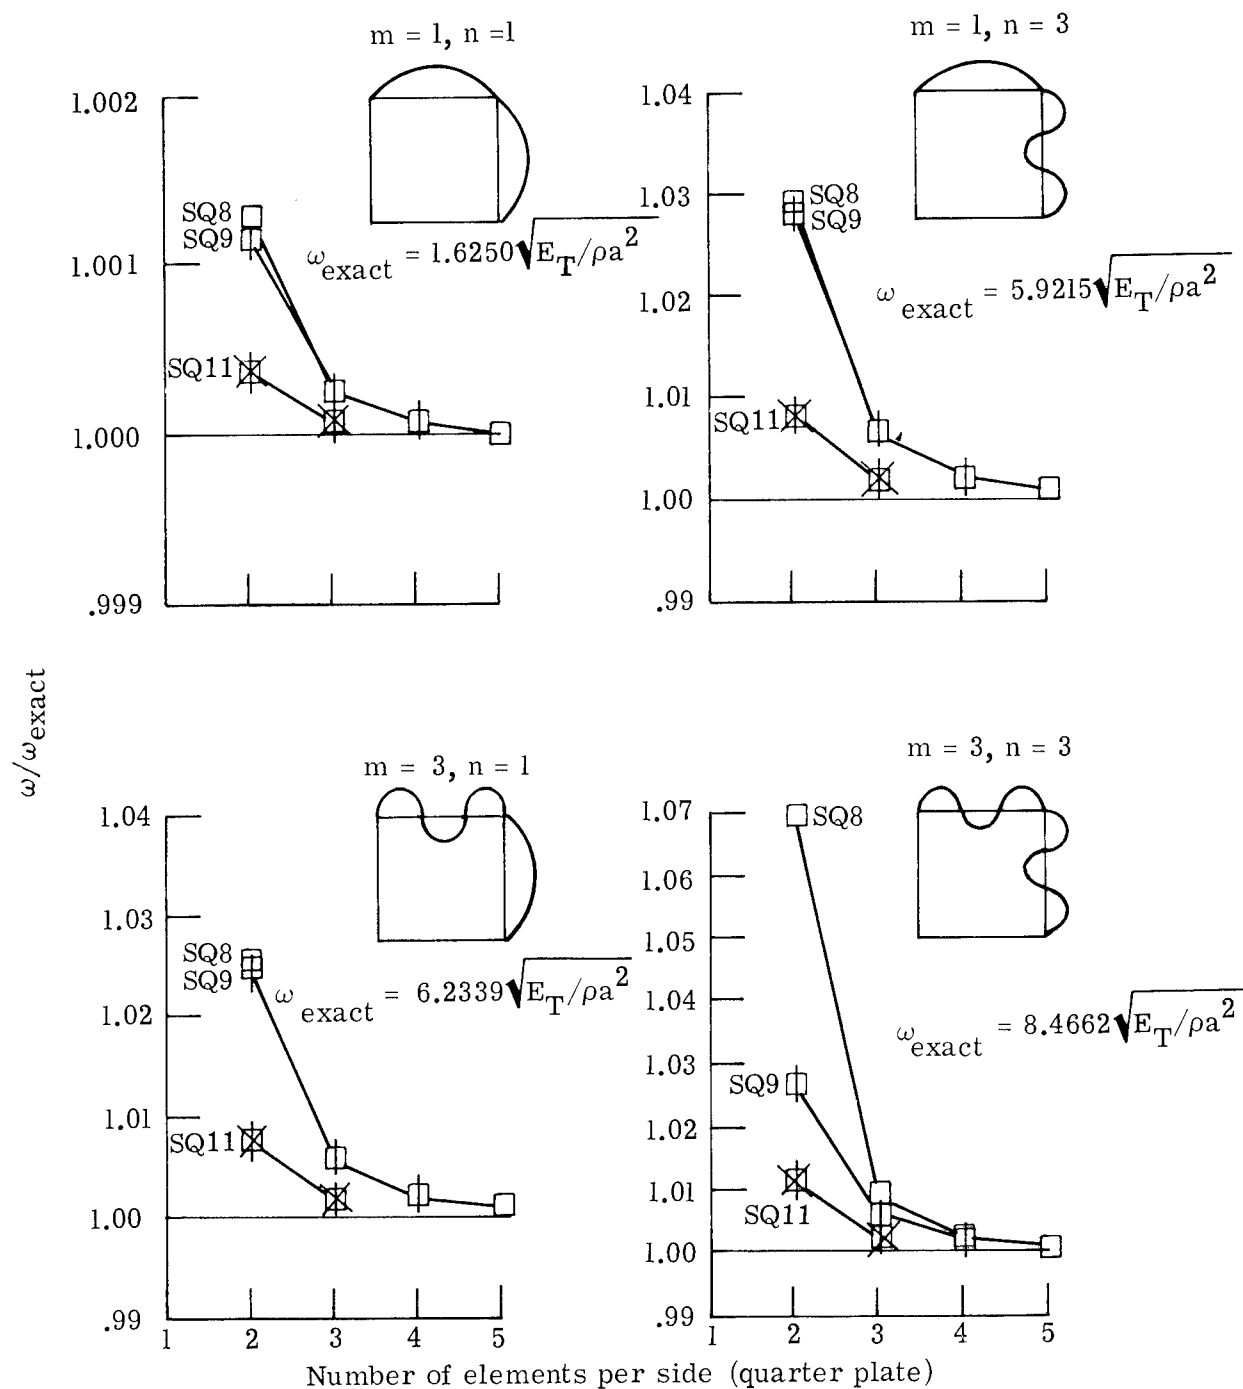 m = 1, n =1
1.002
SQ8
SQ9
1.001
ω_exact = 1.6250√E_T/ρa²
SQ11
1.000
.999
m = 1, n = 3
1.04
1.03
SQ8
SQ9
1.02
ω_exact = 5.9215√E_T/ρa²
1.01
SQ11
1.00
.99
ω/ω_exact
m = 3, n = 1
1.04
1.03
SQ8
SQ9
ω_exact = 6.2339√E_T/ρa²
1.02
1.01
SQ11
1.00
.99
1 2 3 4 5
m = 3, n = 3
1.07
SQ8
1.06
1.05
1.04
ω_exact = 8.4662√E_T/ρa²
1.03
SQ9
1.02
1.01
SQ11
1.00
.99
1 2 3 4 5
Number of elements per side (quarter plate)